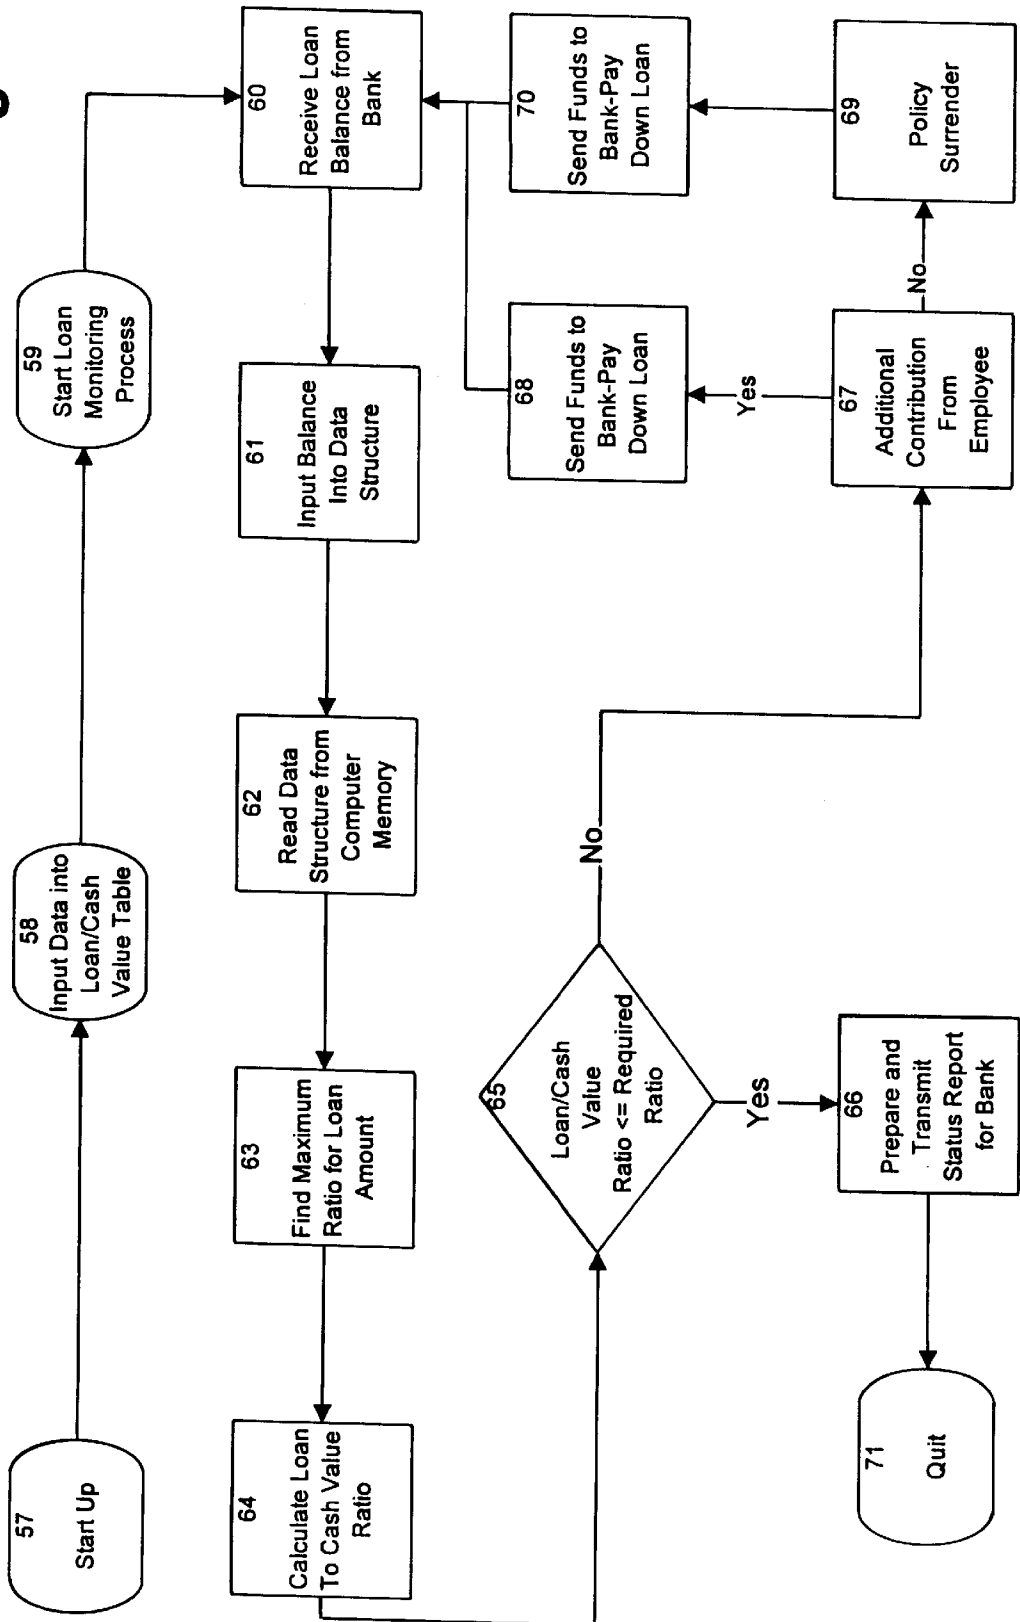 57
Start Up
58
Input Data into
Loan/Cash
Value Table
59
Start Loan
Monitoring
Process
60
Receive Loan
Balance from
Bank
61
Input Balance
Into Data
Structure
62
Read Data
Structure from
Computer
Memory
63
Find Maximum
Ratio for Loan
Amount
64
Calculate Loan
To Cash Value
Ratio
65
Loan/Cash
Value
Ratio <= Required
Ratio
No
Yes
66
Prepare and
Transmit
Status Report
for Bank
67
Additional
Contribution
From
Employee
Yes
No
68
Send Funds to
Bank-Pay
Down Loan
69
Policy
Surrender
70
Send Funds to
Bank-Pay
Down Loan
71
Quit